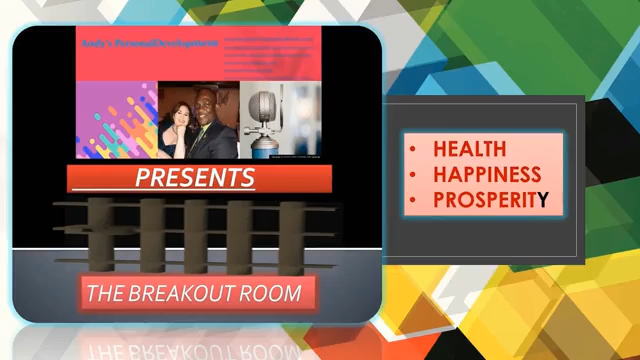 Andy's PersonalDevelopment
PRESENTS
THE BREAKOUT ROOM
• HEALTH
• HAPPINESS
• PROSPERITY